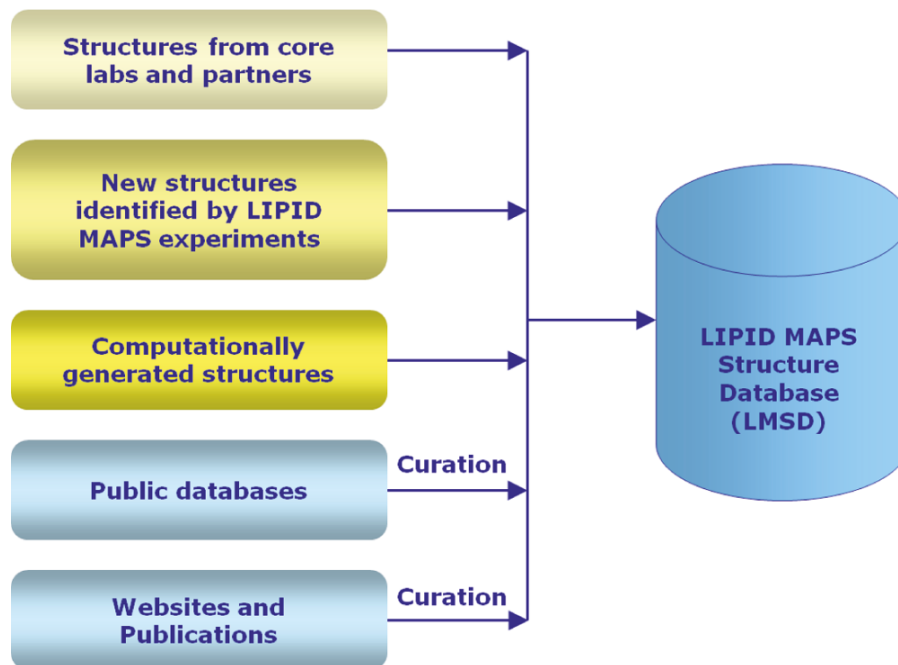 Structures from core
labs and partners
New structures
identified by LIPID
MAPS experiments
Computationally
generated structures
Public databases
Curation
Websites and
Publications
Curation
LIPID MAPS
Structure
Database
(LMSD)